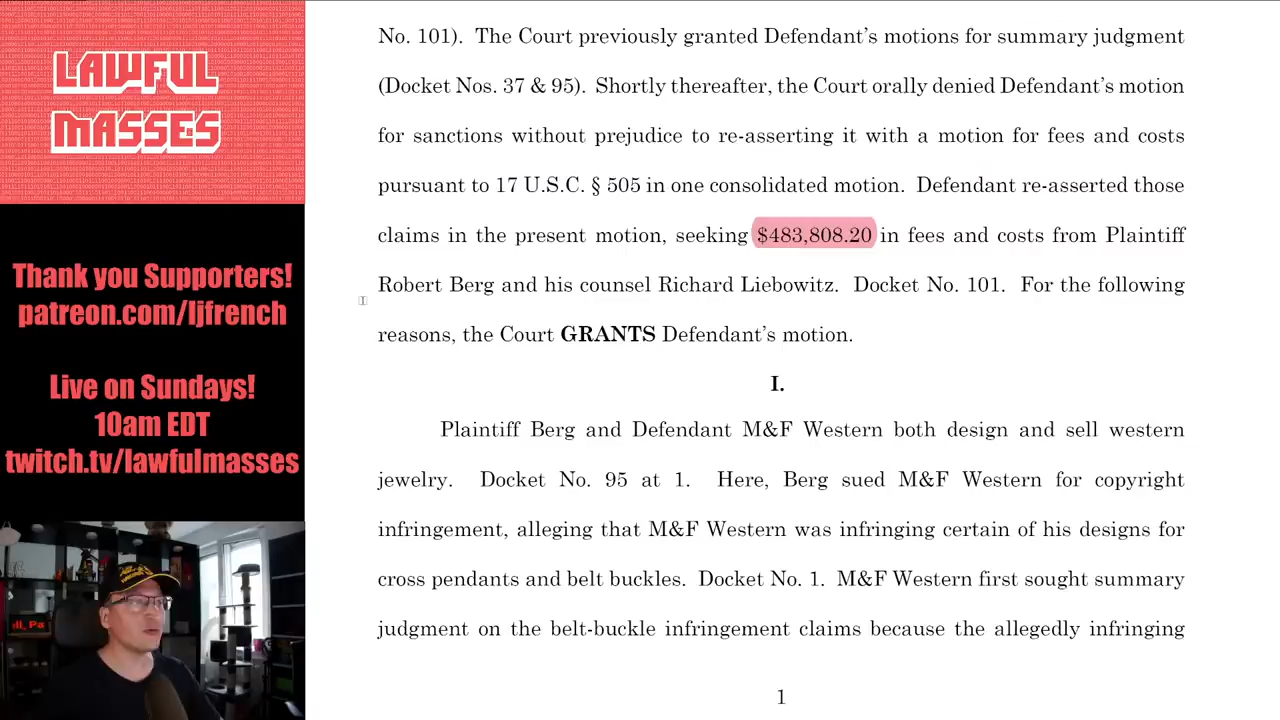 LAWFUL
MASSES
Thank you Supporters!
patreon.com/ljfrench
Live on Sundays!
10am EDT
twitch.tv/lawfulmasses
No. 101). The Court previously granted Defendant's motions for summary judgment
(Docket Nos. 37 & 95). Shortly thereafter, the Court orally denied Defendant's motion
for sanctions without prejudice to re-asserting it with a motion for fees and costs
pursuant to 17 U.S.C. § 505 in one consolidated motion. Defendant re-asserted those
claims in the present motion, seeking $483,808.20 in fees and costs from Plaintiff
Robert Berg and his counsel Richard Liebowitz. Docket No. 101. For the following
reasons, the Court GRANTS Defendant's motion.
I.
Plaintiff Berg and Defendant M&F Western both design and sell western
jewelry. Docket No. 95 at 1. Here, Berg sued M&F Western for copyright
infringement, alleging that M&F Western was infringing certain of his designs for
cross pendants and belt buckles. Docket No. 1. M&F Western first sought summary
judgment on the belt-buckle infringement claims because the allegedly infringing
1